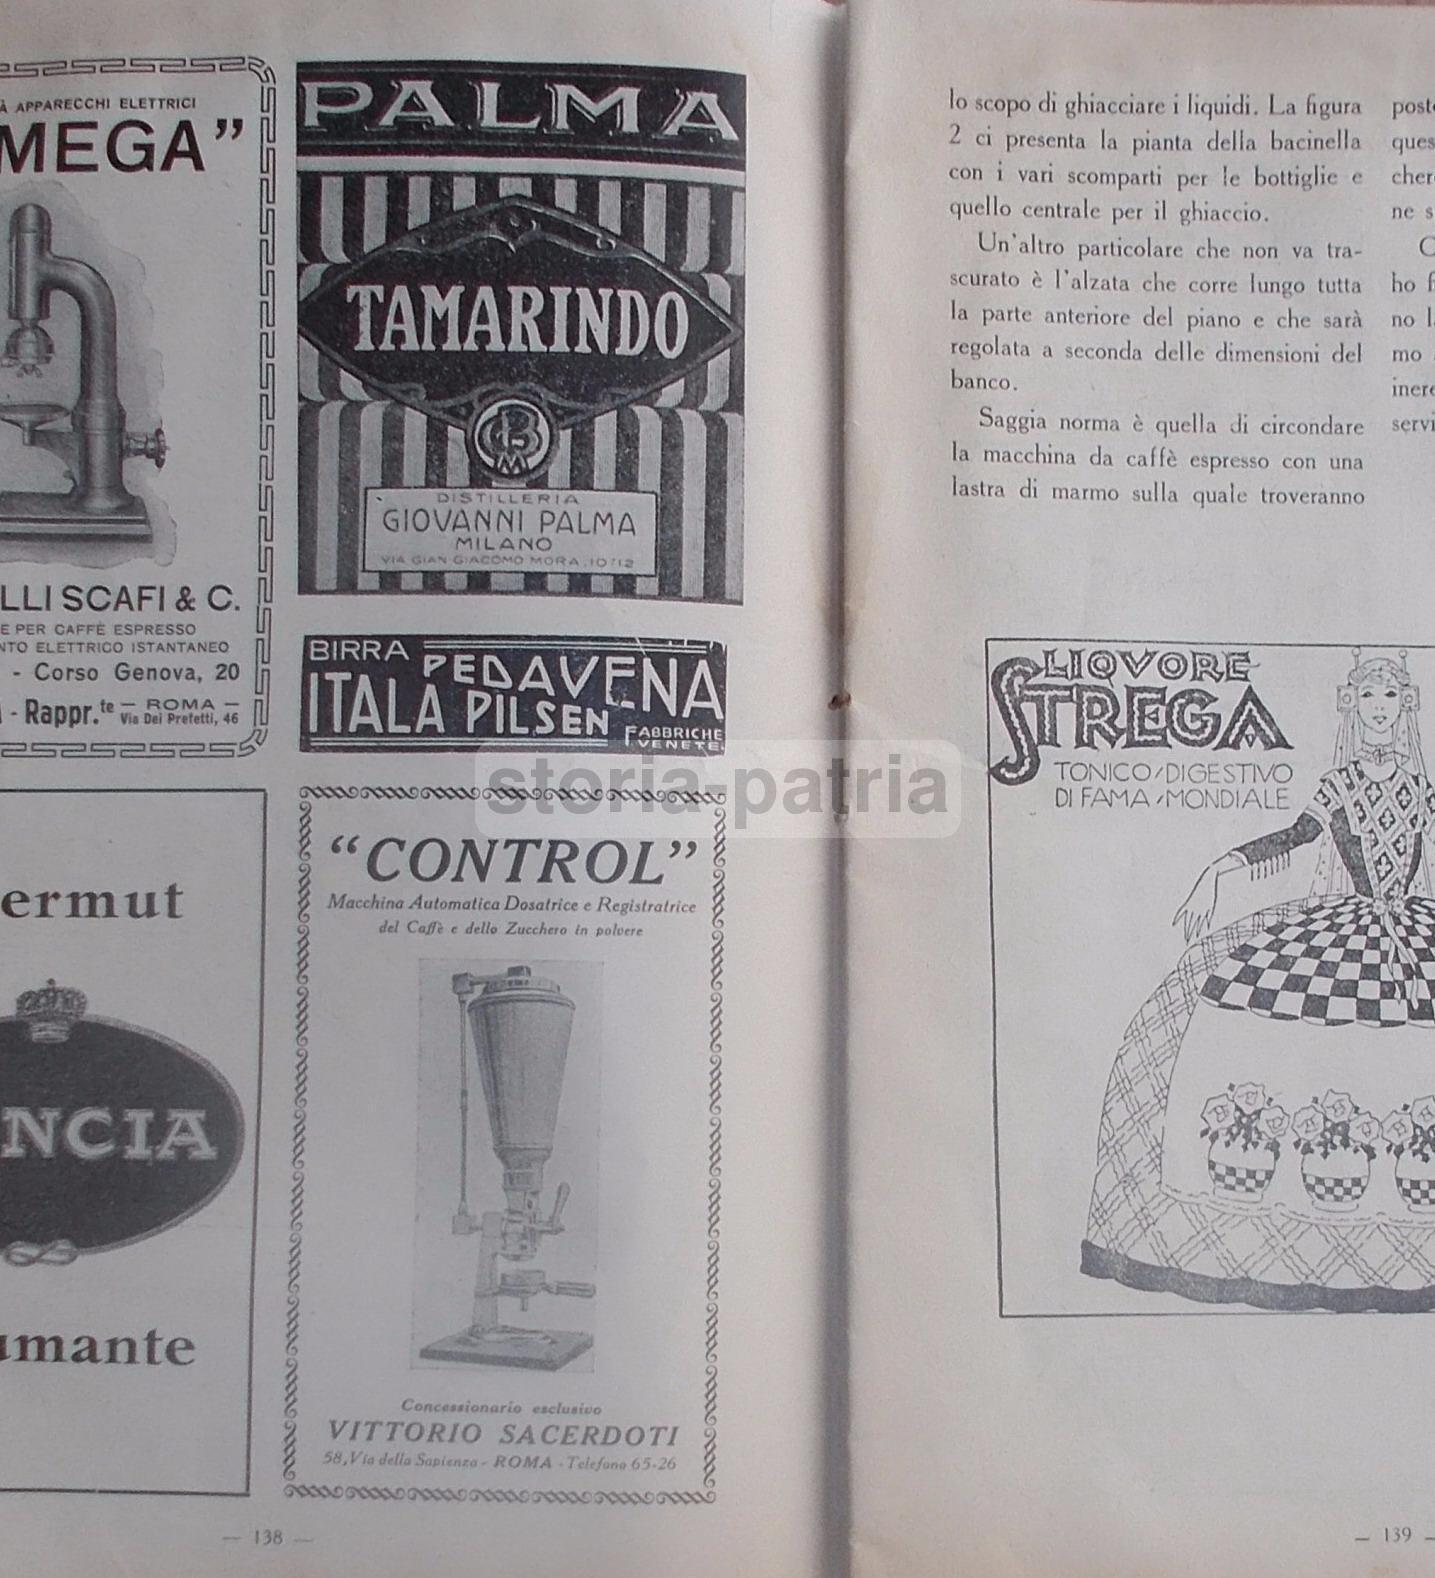 APPARECCHI ELETTRICI
MEGA"
LLI SCAFI & C.
E PER CAFFÈ ESPRESSO
NTO ELETTRICO ISTANTANEO
- Corso Genova, 20
- Rappr.te — ROMA —
Via Dei Prefetti, 46
PALMA
TAMARINDO
DISTILLERIA
GIOVANNI PALMA
MILANO
VIA GIAN GIACOMO MORA. 10/12
BIRRA PEDAVENA
ITALA PILSEN
FABBRICHE
VENETE.
ermut
NCIA
umante
"CONTROL"
Macchina Automatica Dosatrice e Registratrice
del Caffè e dello Zucchero in polvere
Concessionario esclusivo
VITTORIO SACERDOTI
58, Via della Sapienza - ROMA - Telefono 65-26
— 138 —
lo scopo di ghiacciare i liquidi. La figura
2 ci presenta la pianta della bacinella
con i vari scomparti per le bottiglie e
quello centrale per il ghiaccio.
Un'altro particolare che non va tra-
scurato è l'alzata che corre lungo tutta
la parte anteriore del piano e che sarà
regolata a seconda delle dimensioni del
banco.
Saggia norma è quella di circondare
la macchina da caffè espresso con una
lastra di marmo sulla quale troveranno
post
ques
cher
ne s
ho f
no l
mo
iner
servi
LIQVORE
STREGA
TONICO/DIGESTIVO
DI FAMA/MONDIALE
— 139 —
storia-patria